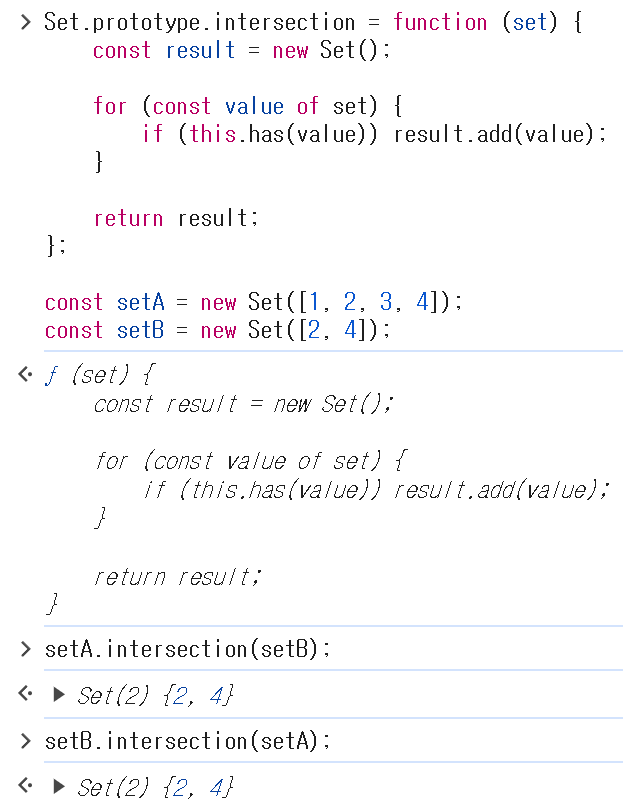 > Set.prototype.intersection = function (set) {
    const result = new Set();

    for (const value of set) {
        if (this.has(value)) result.add(value);
    }

    return result;
};

const setA = new Set([1, 2, 3, 4]);
const setB = new Set([2, 4]);
ƒ (set) {
    const result = new Set();

    for (const value of set) {
        if (this.has(value)) result.add(value);
    }

    return result;
}
> setA.intersection(setB);
▶ Set(2) {2, 4}
> setB.intersection(setA);
▶ Set(2) {2, 4}